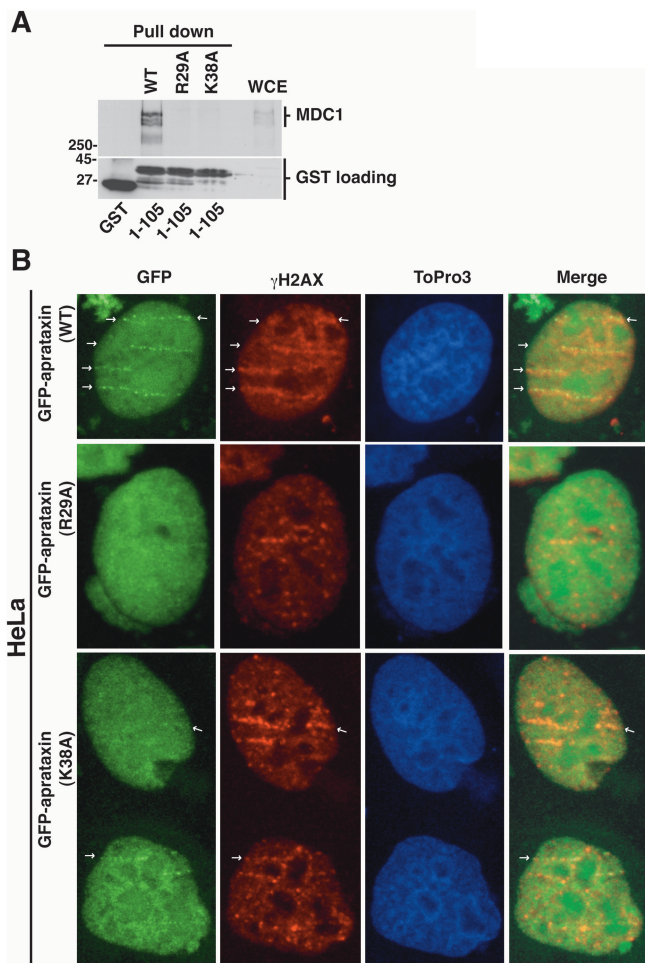 A
Pull down
WT
R29A
K38A
WCE
MDC1
250-
45-
27-
GST loading
GST
1-105
1-105
1-105
B
GFP
γH2AX
ToPro3
Merge
HeLa
GFP-aprataxin
(WT)
GFP-aprataxin
(R29A)
GFP-aprataxin
(K38A)